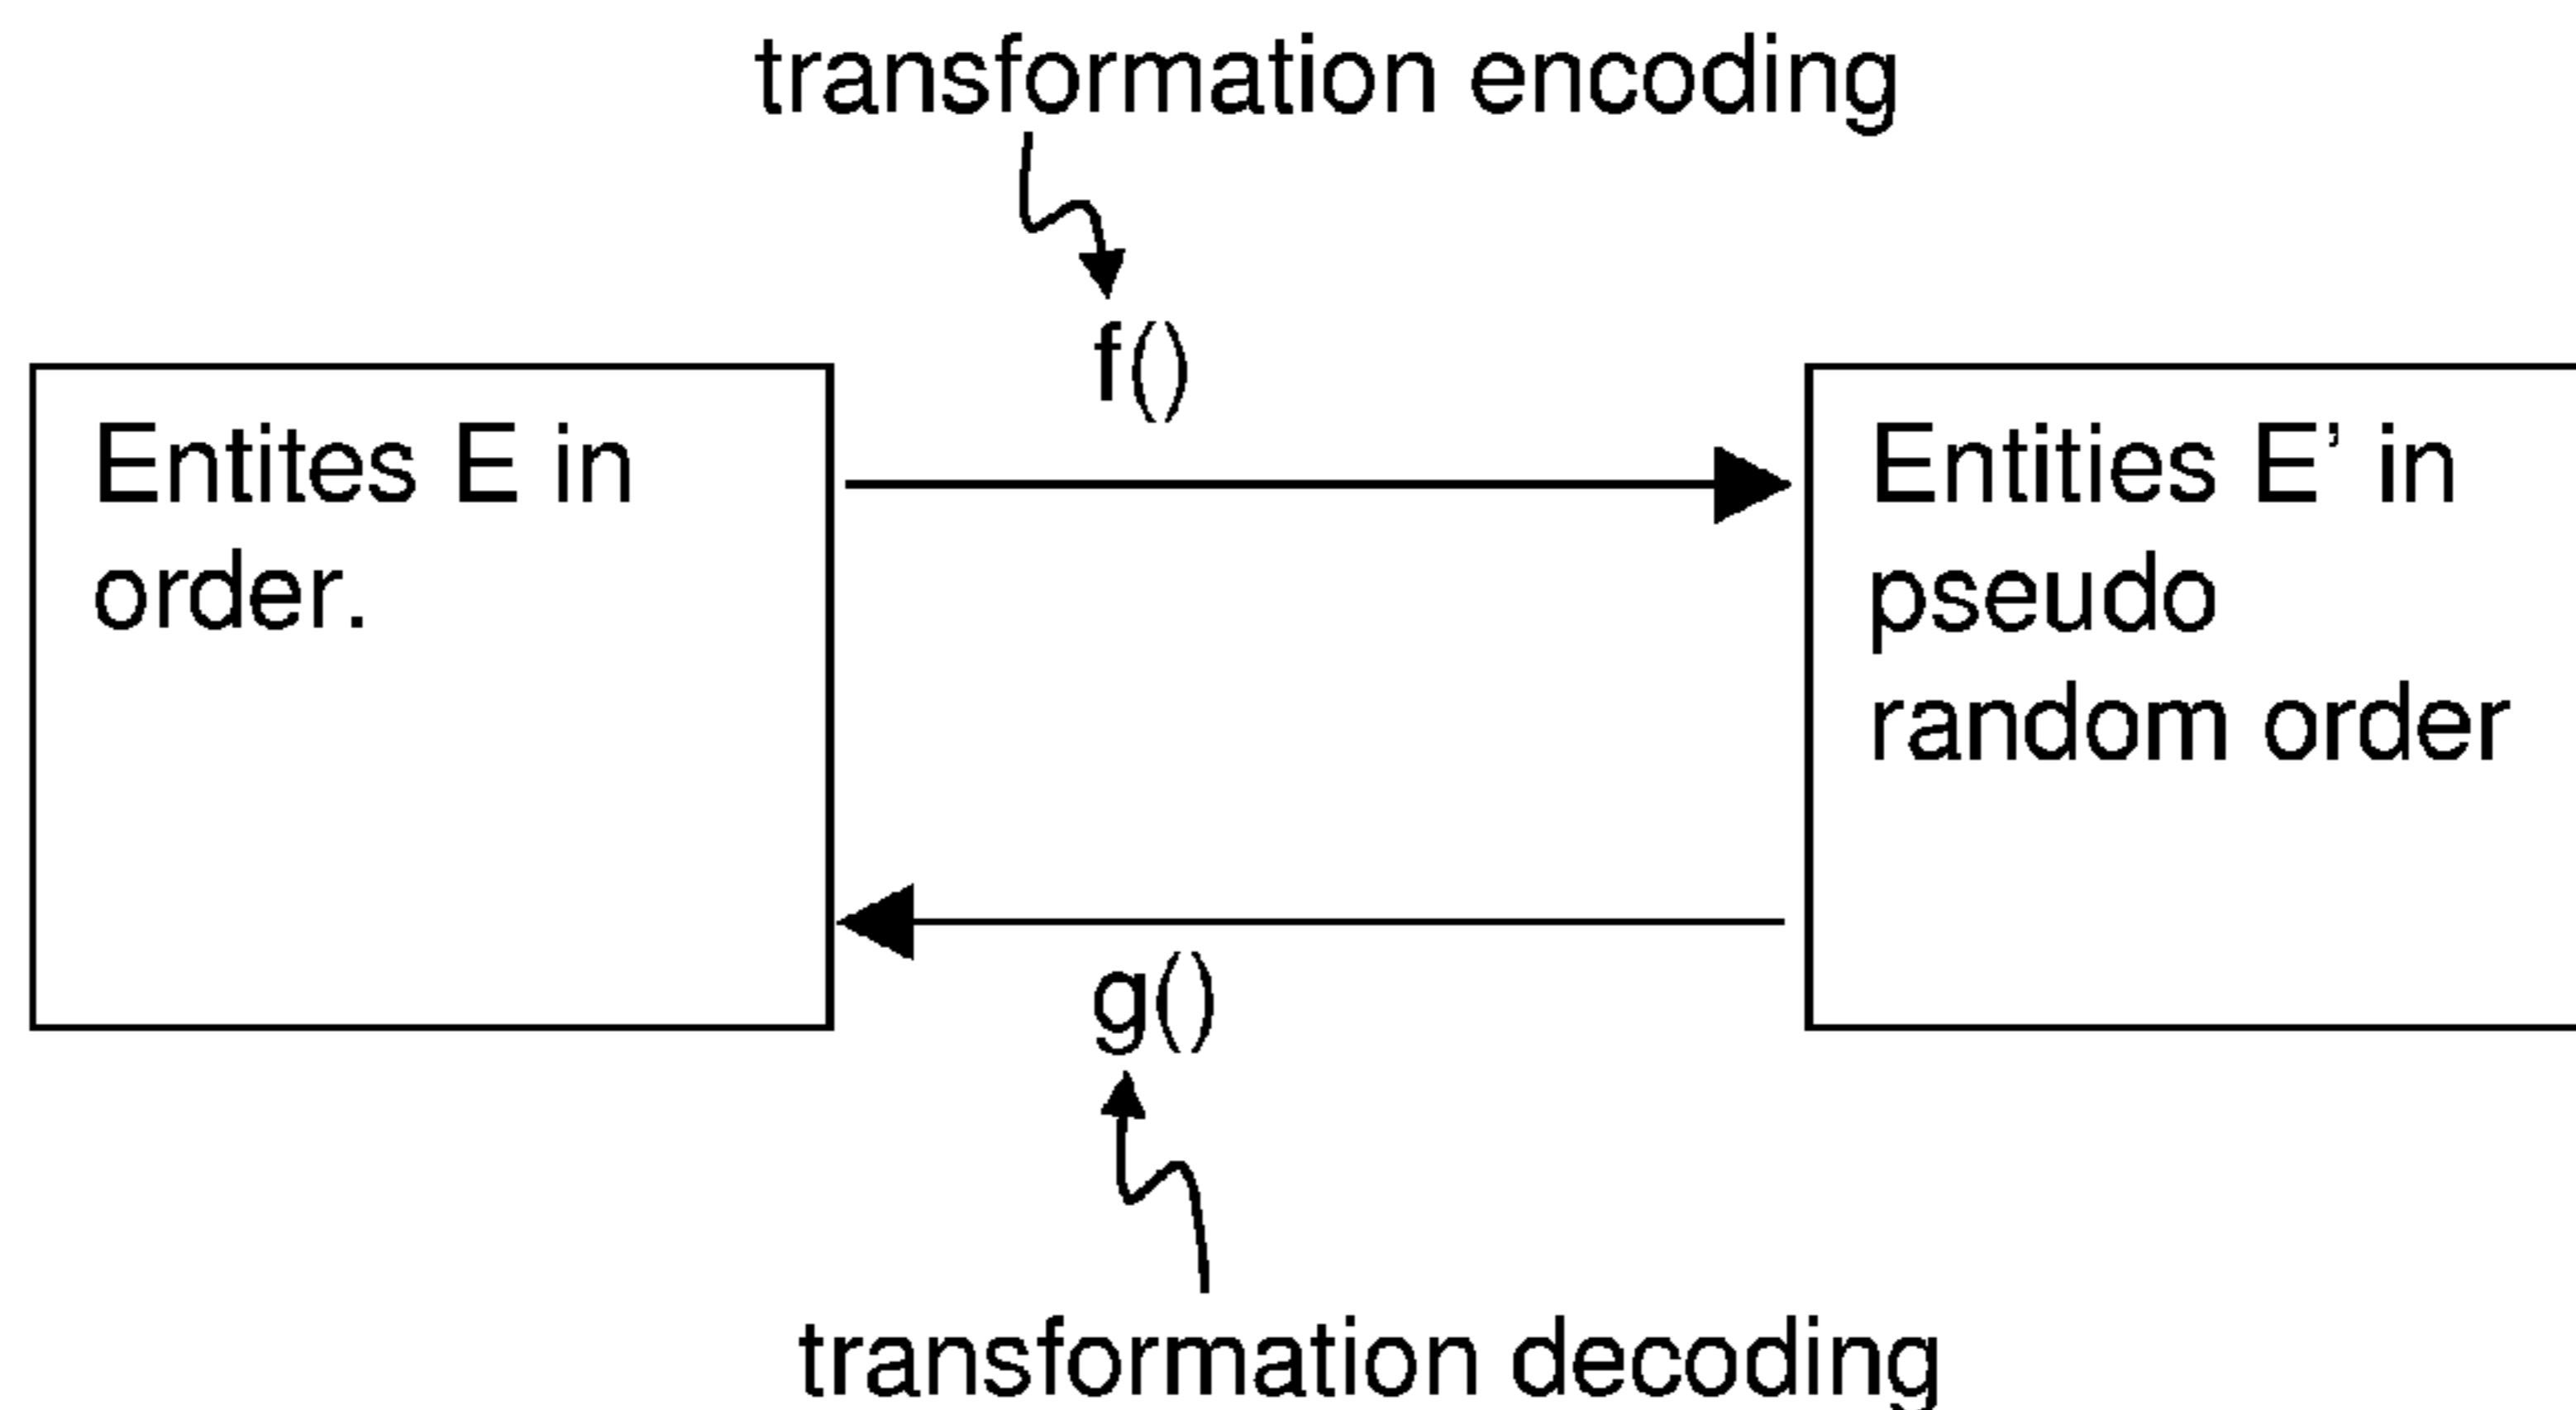 transformation encoding
f()
Entites E in
order.
Entities E' in
pseudo
random order
g()
transformation decoding